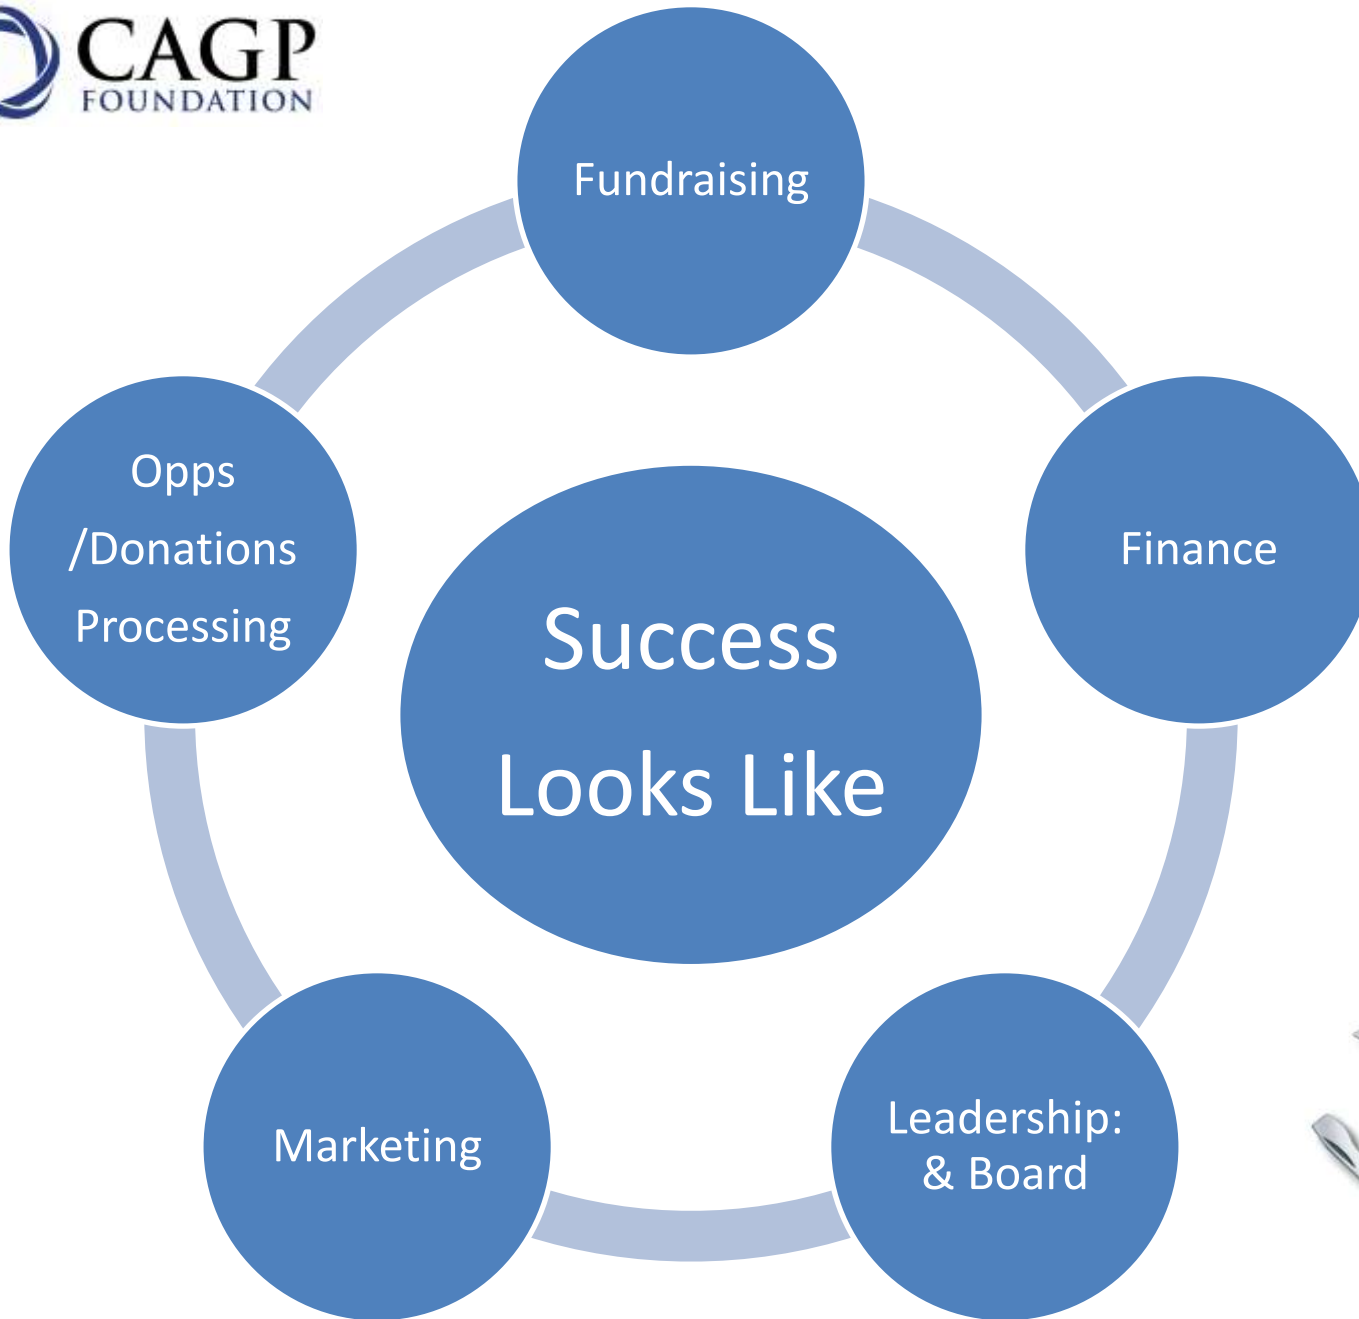 CAGP
FOUNDATION
Fundraising
Opps
/Donations
Processing
Finance
Success
Looks Like
Marketing
Leadership:
& Board